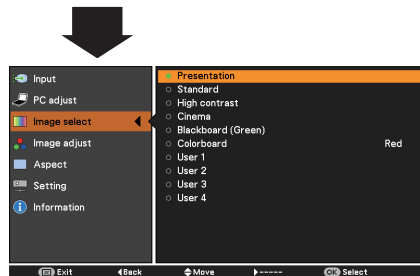 Input
PC adjust
Image select
Image adjust
Aspect
Setting
Information
Presentation
Standard
High contrast
Cinema
Blackboard (Green)
Colorboard Red
User 1
User 2
User 3
User 4
Exit Back Move ----- OK Select